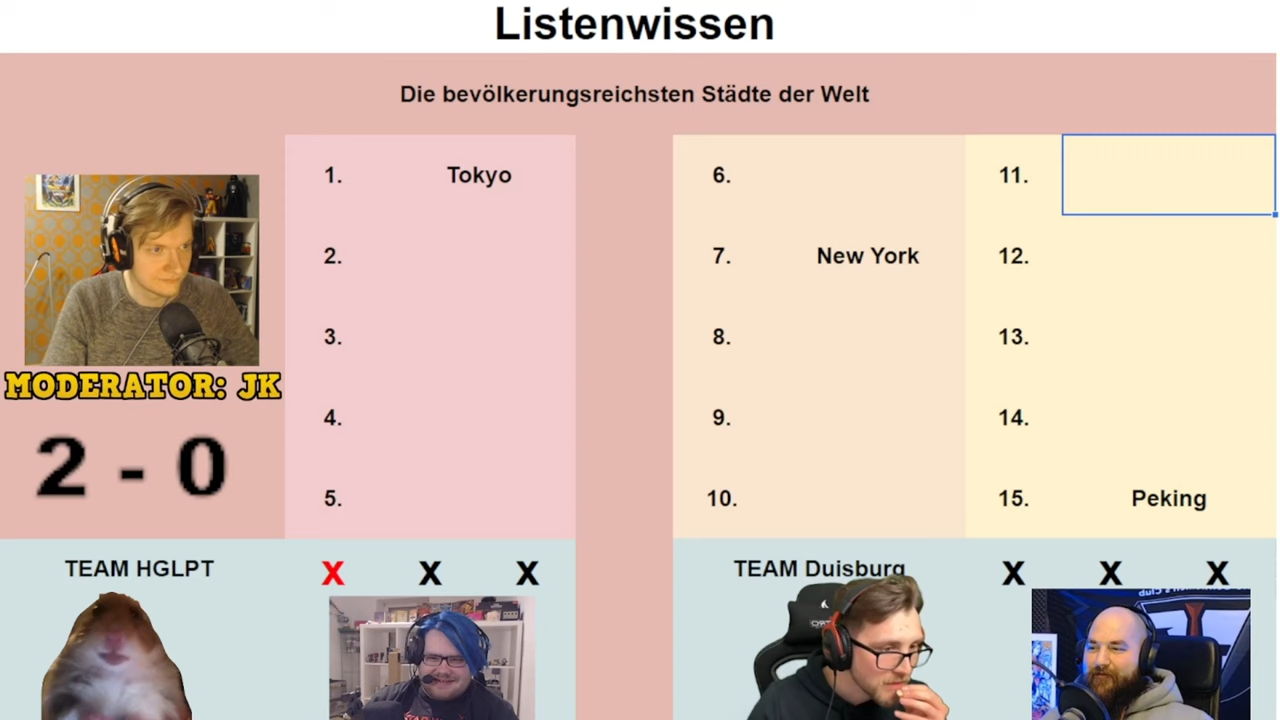 Listenwissen
Die bevölkerungsreichsten Städte der Welt
1. Tokyo
2.
3.
4.
5.
6.
7. New York
8.
9.
10.
11.
12.
13.
14.
15. Peking
MODERATOR: JK
2 - 0
TEAM HGLPT
X X X
TEAM Duisburg
X X X